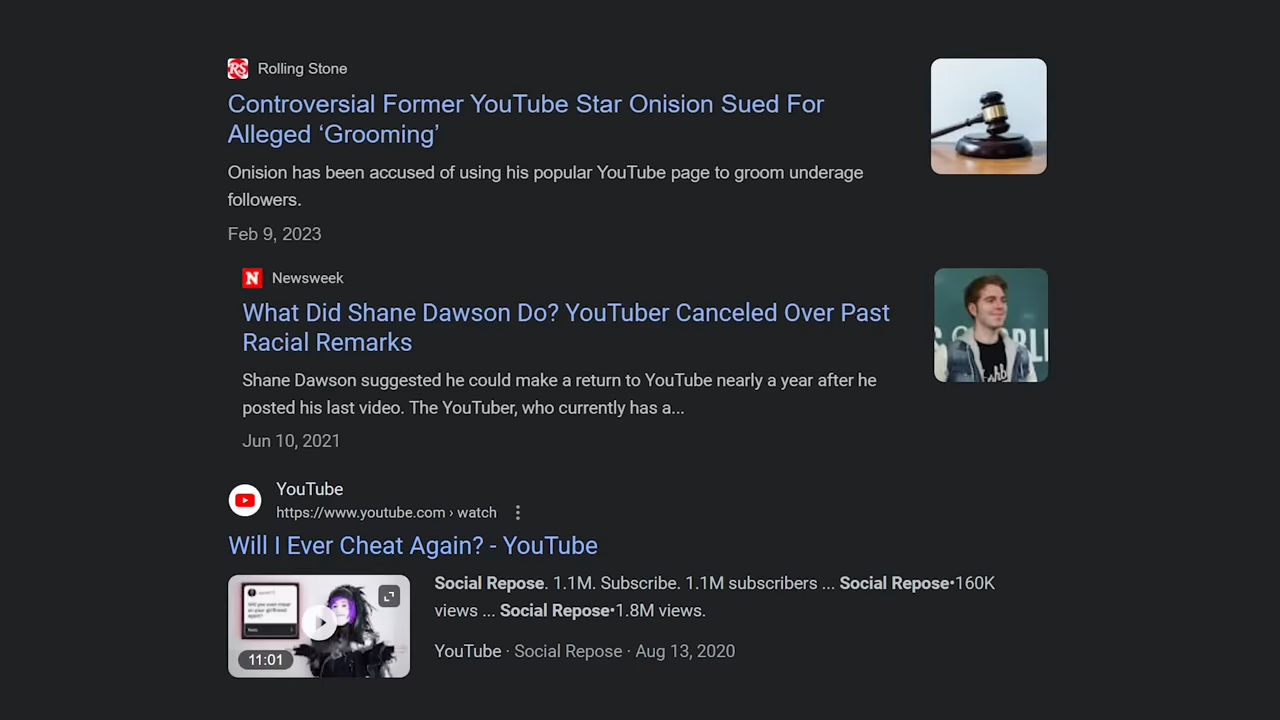 Rolling Stone
Controversial Former YouTube Star Onision Sued For
Alleged ‘Grooming’
Onision has been accused of using his popular YouTube page to groom underage
followers.
Feb 9, 2023
Newsweek
What Did Shane Dawson Do? YouTuber Canceled Over Past
Racial Remarks
Shane Dawson suggested he could make a return to YouTube nearly a year after he
posted his last video. The YouTuber, who currently has a...
Jun 10, 2021
YouTube
https://www.youtube.com › watch
Will I Ever Cheat Again? - YouTube
Social Repose. 1.1M. Subscribe. 1.1M subscribers ... Social Repose•160K
views ... Social Repose•1.8M views.
11:01
YouTube · Social Repose · Aug 13, 2020